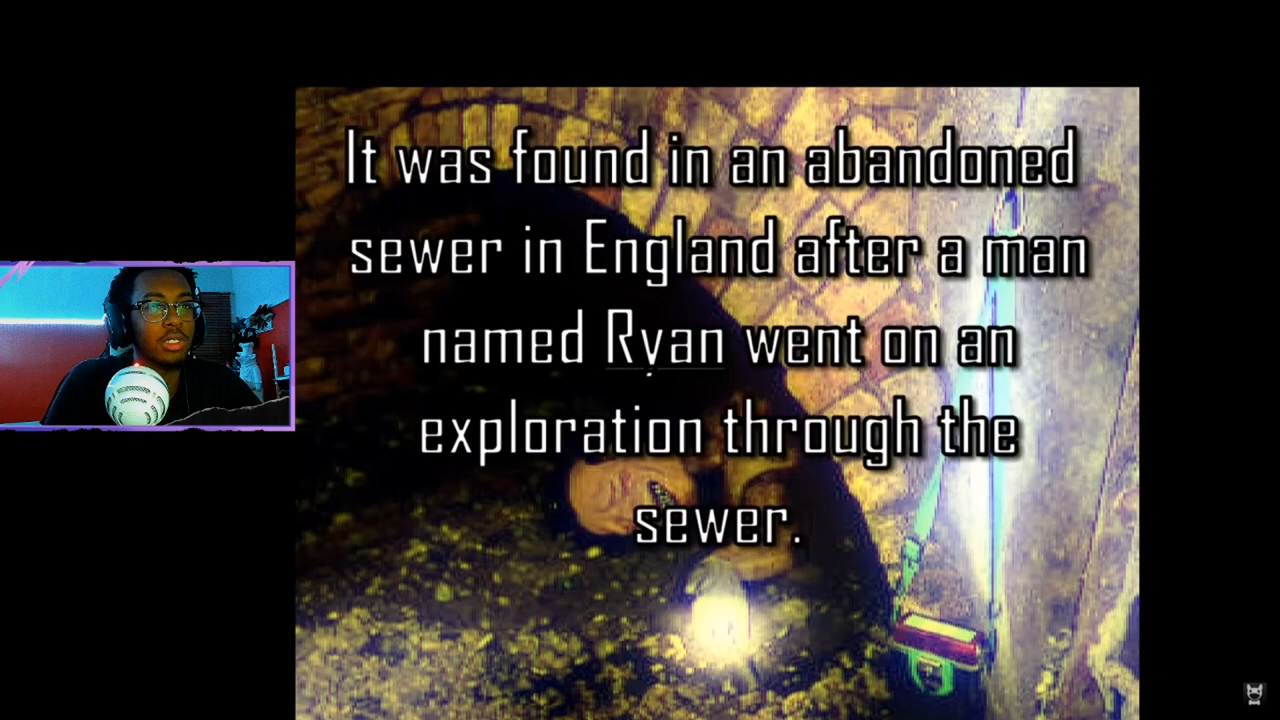 It was found in an abandoned
sewer in England after a man
named Ryan went on an
exploration through the
sewer.